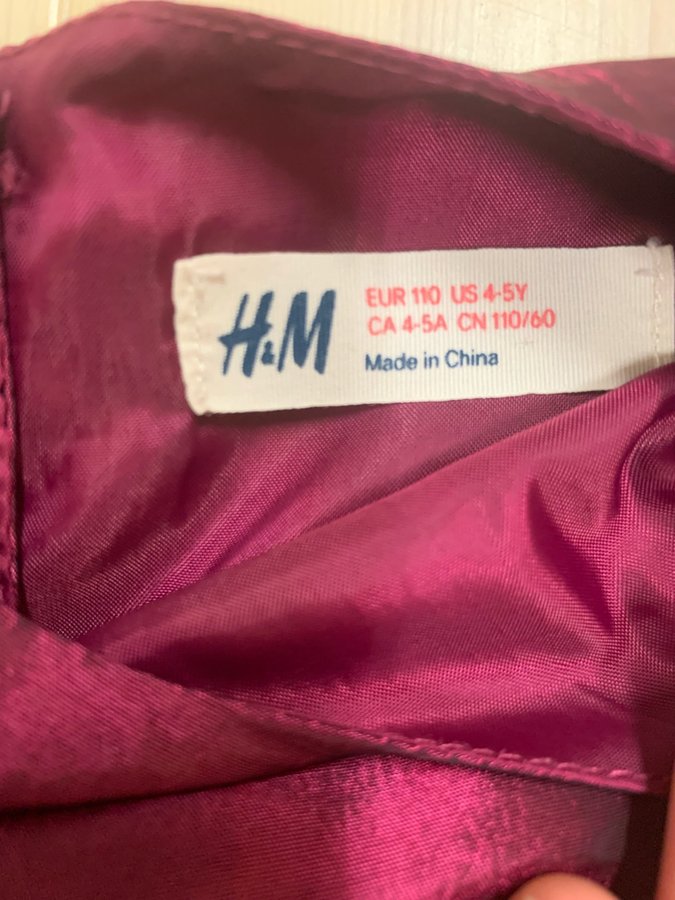 H&M
EUR 110 US 4-5Y
CA 4-5A CN 110/60
Made in China